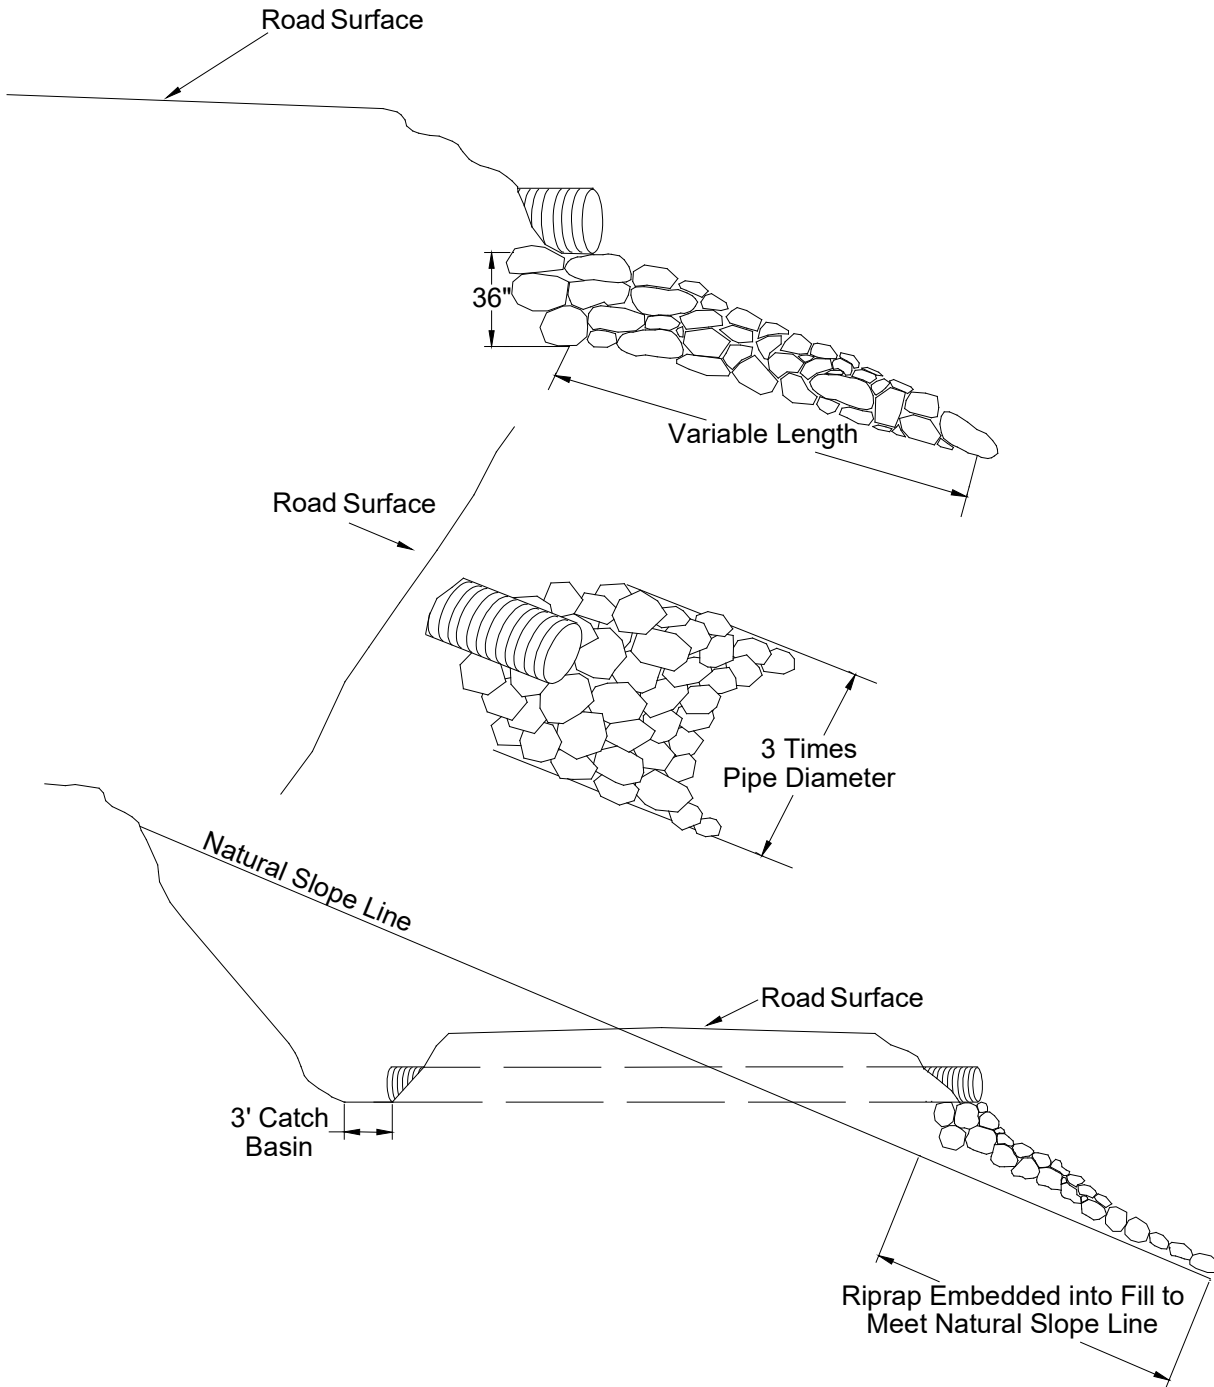 Road Surface
36"
Variable Length
Road Surface
3 Times
Pipe Diameter
Natural Slope Line
Road Surface
3' Catch
Basin
Riprap Embedded into Fill to
Meet Natural Slope Line